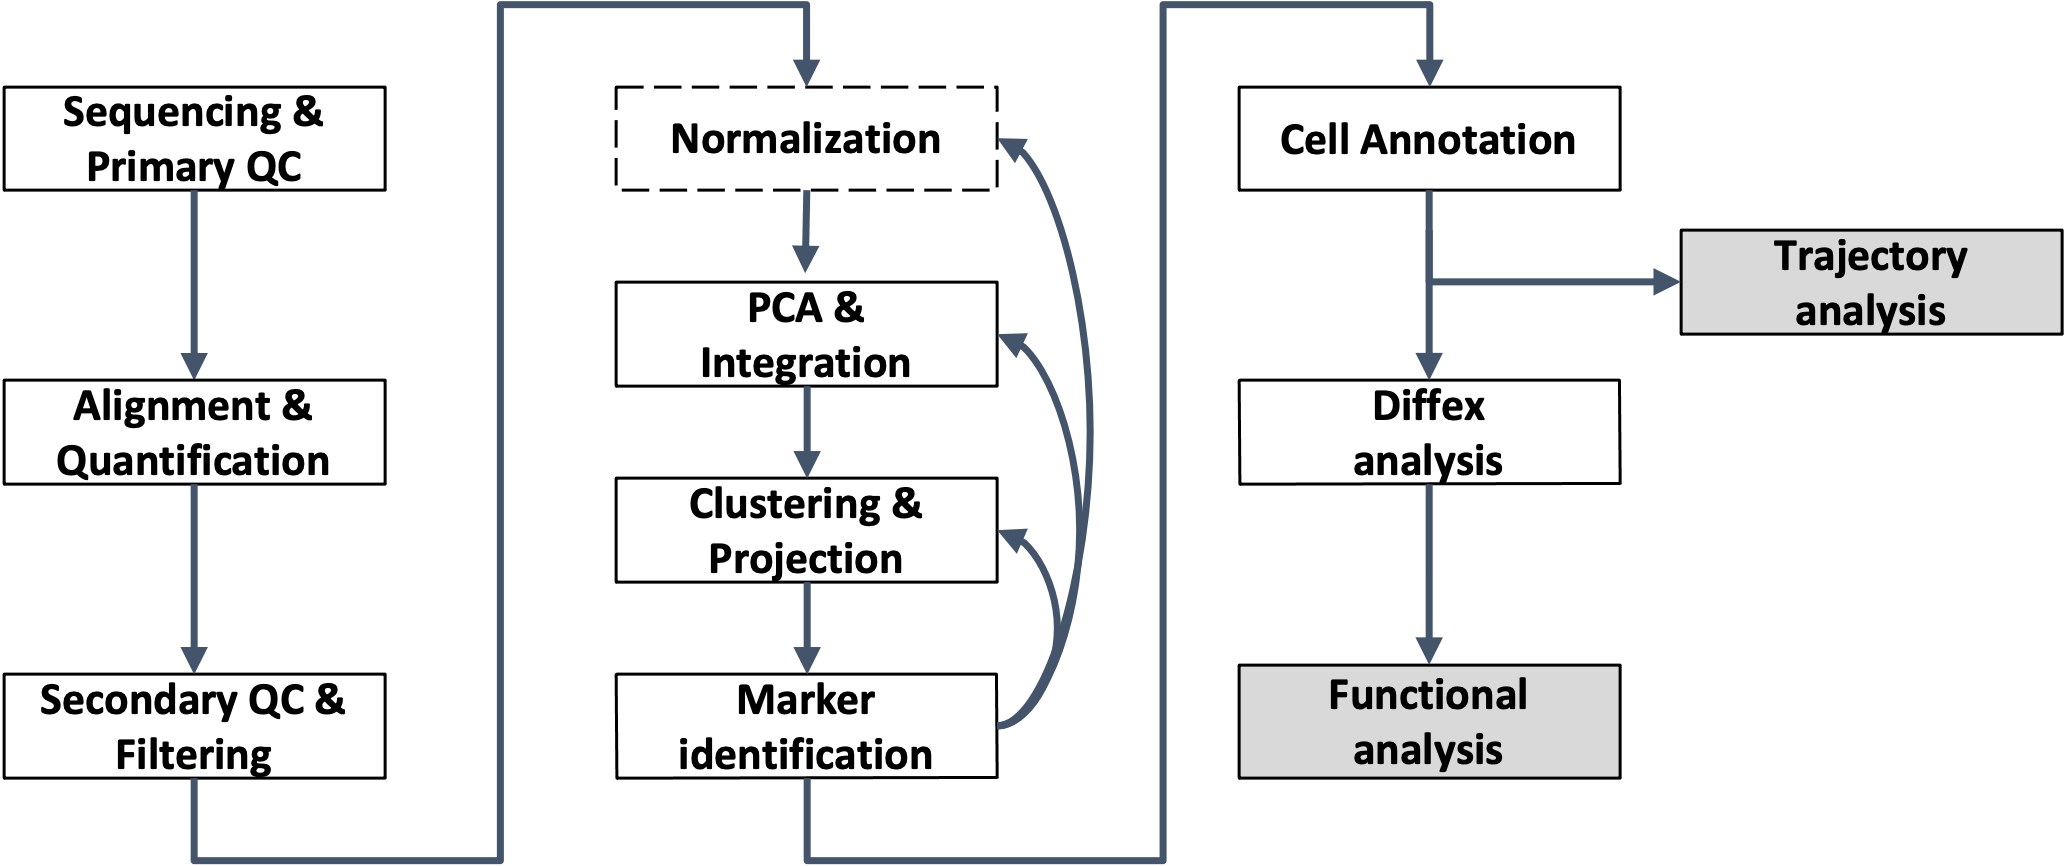 Sequencing &
Primary QC
Alignment &
Quantification
Secondary QC &
Filtering
Normalization
PCA &
Integration
Clustering &
Projection
Marker
identification
Cell Annotation
Trajectory
analysis
Diffex
analysis
Functional
analysis